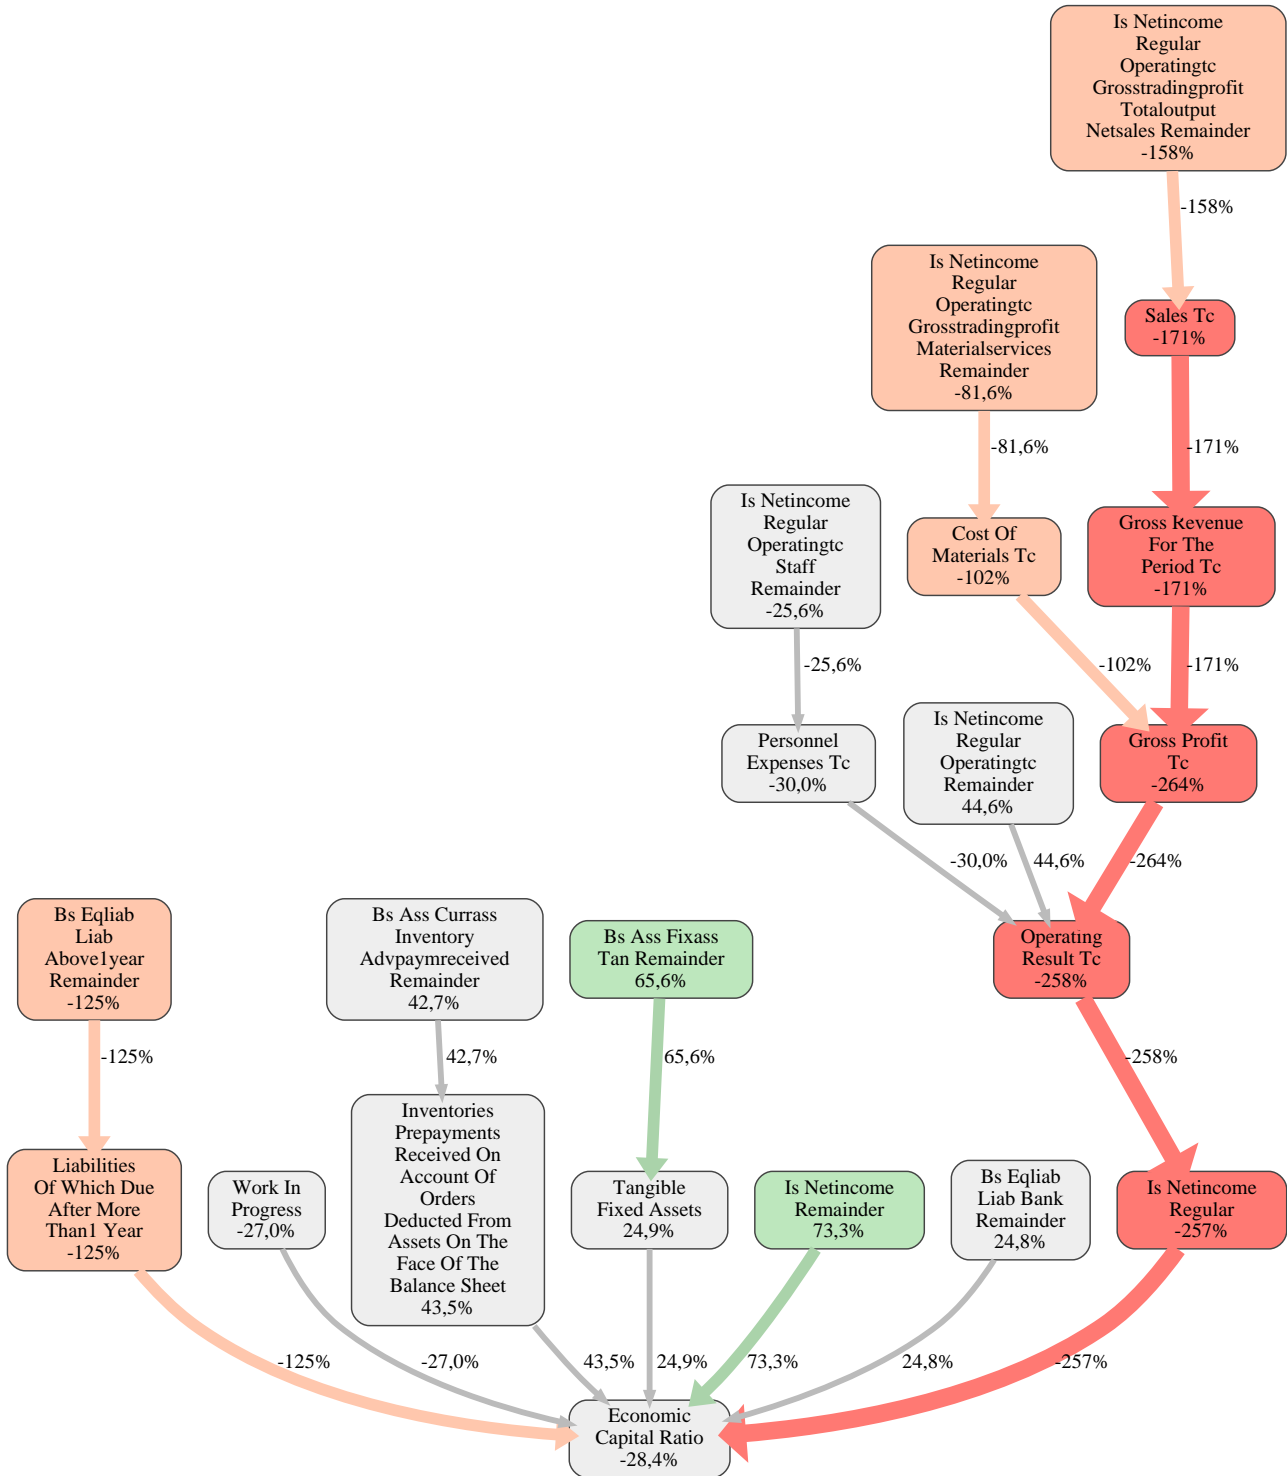 Is Netincome
Regular
Operatingtc
Grosstradingprofit
Totaloutput
Netsales Remainder
-158%
-158%
Is Netincome
Regular
Operatingtc
Grosstradingprofit
Materialservices
Remainder
-81,6%
Sales Tc
-171%
-81,6%
-171%
Is Netincome
Regular
Operatingtc
Staff
Remainder
-25,6%
Cost Of
Materials Tc
-102%
Gross Revenue
For The
Period Tc
-171%
-25,6%
-102%
-171%
Personnel
Expenses Tc
-30,0%
Is Netincome
Regular
Operatingtc
Remainder
44,6%
Gross Profit
Tc
-264%
-30,0%
44,6%
-264%
Bs Eqliab
Liab
Above1year
Remainder
-125%
Bs Ass Currass
Inventory
Advpaymreceived
Remainder
42,7%
Bs Ass Fixass
Tan Remainder
65,6%
Operating
Result Tc
-258%
-125%
42,7%
65,6%
-258%
Liabilities
Of Which Due
After More
Than1 Year
-125%
Work In
Progress
-27,0%
Inventories
Prepayments
Received On
Account Of
Orders
Deducted From
Assets On The
Face Of The
Balance Sheet
43,5%
Tangible
Fixed Assets
24,9%
Is Netincome
Remainder
73,3%
Bs Eqliab
Liab Bank
Remainder
24,8%
Is Netincome
Regular
-257%
-125%
-27,0%
43,5%
24,9%
73,3%
24,8%
-257%
Economic
Capital Ratio
-28,4%